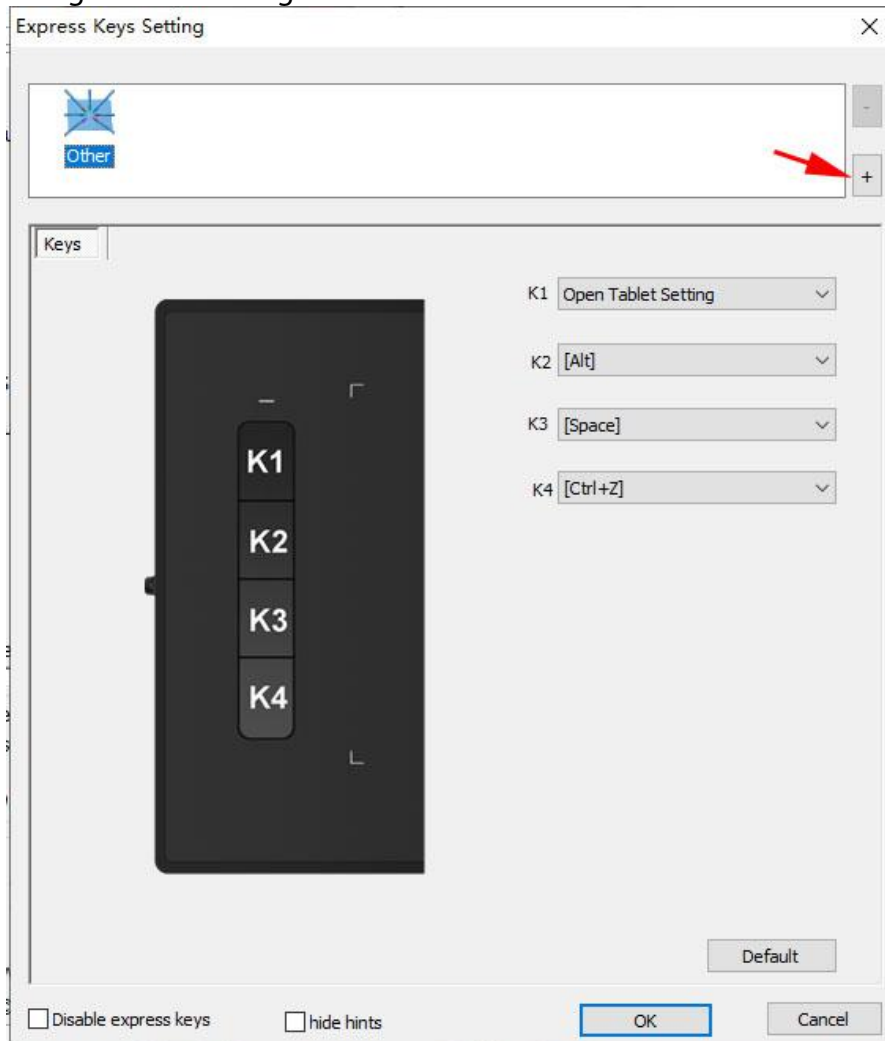 Express Keys Setting
-
Other
+
Keys
K1 Open Tablet Setting
K2 [Alt]
K3 [Space]
K4 [Ctrl+Z]
K1
K2
K3
K4
Default
Disable express keys
hide hints
OK
Cancel